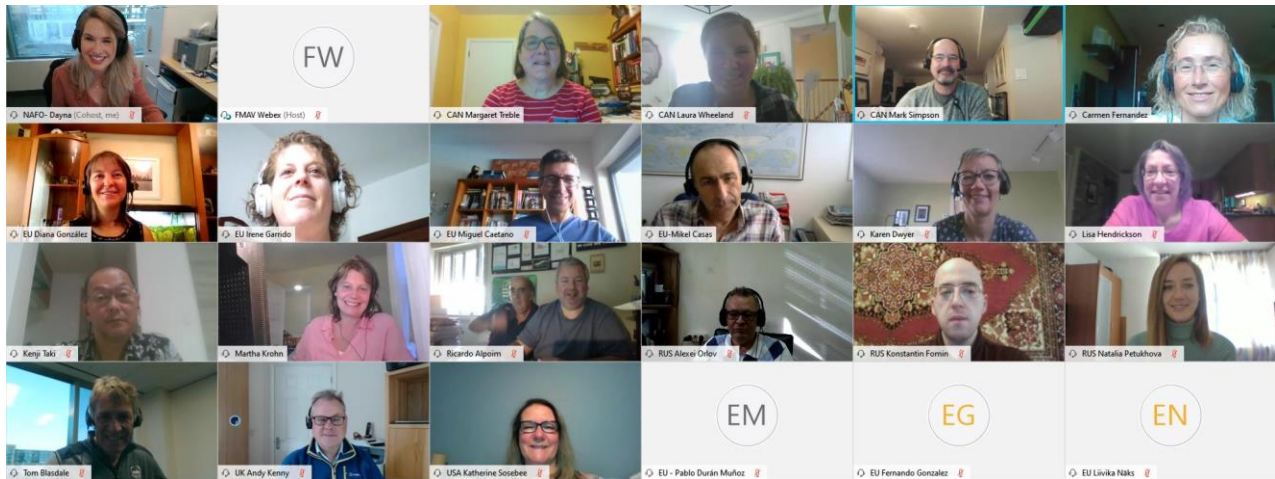 NAFO- Dayna (Cohost, me)
FW
FMAV Webex (Host)
CAN Margaret Treble
CAN Laura Wheeland
CAN Mark Simpson
Carmen Fernandez
EU Diana González
EU Irene Garrido
EU Miguel Caetano
EU-Mikel Casas
Karen Dwyer
Lisa Hendrickson
Kenji Taki
Martha Krohn
Ricardo Alpoim
RUS Alexei Orlov
RUS Konstantin Fomin
RUS Natalia Petukhova
Tom Blasdale
UK Andy Kenny
USA Katherine Sosebee
EM
EU - Pablo Durán Muñoz
EG
EU Fernando Gonzalez
EN
EU Liivika Näks